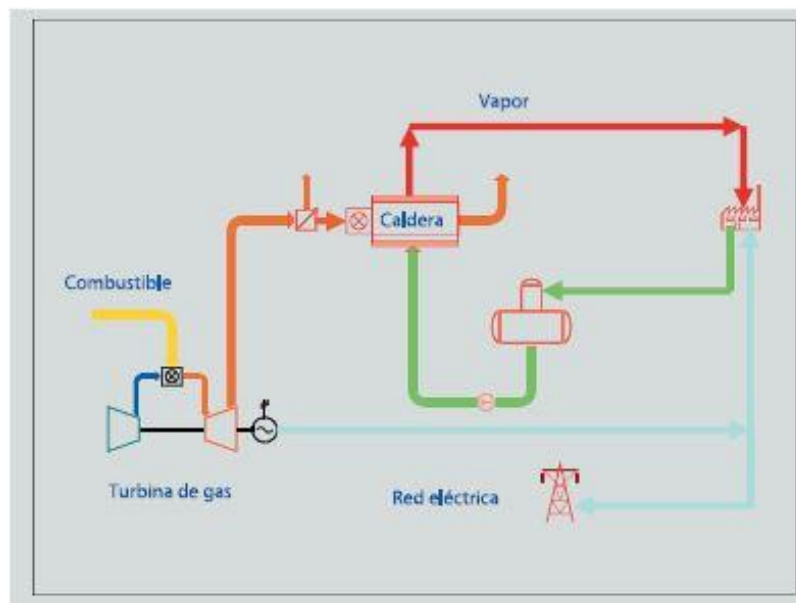 Vapor
Caldera
Combustible
Turbina de gas
Red eléctrica